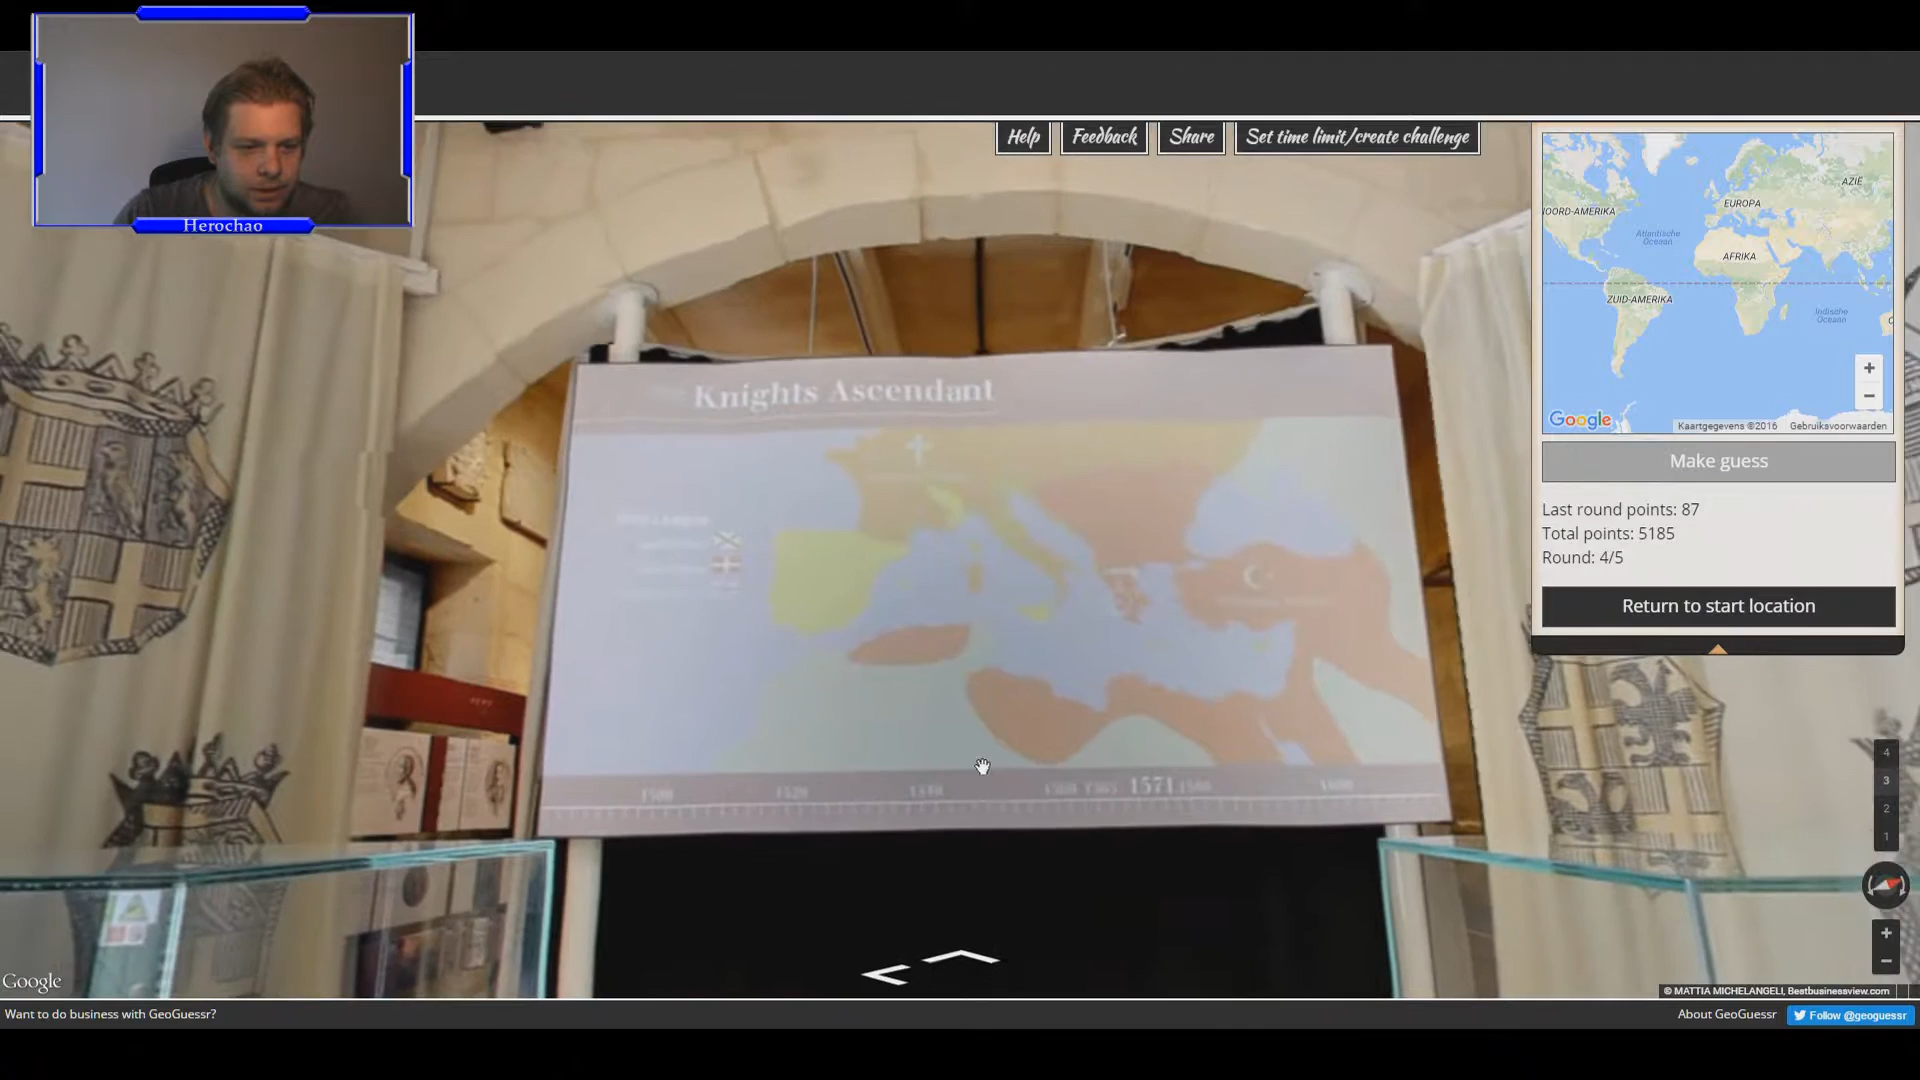 Herochao
Help
Feedback
Share
Set time limit/create challenge
Knights Ascendant
1500
1520
1540
1571
1580
1600
NOORD-AMERIKA
Atlantische
Oceaan
EUROPA
AZIË
AFRIKA
ZUID-AMERIKA
Indische
Oceaan
Google
Kaartgegevens ©2016
Gebruiksvoorwaarden
Make guess
Last round points: 87
Total points: 5185
Round: 4/5
Return to start location
4
3
2
1
Google
© MATTIA MICHELANGELI, Bestbusinessview.com
Want to do business with GeoGuessr?
About GeoGuessr
Follow @geoguessr